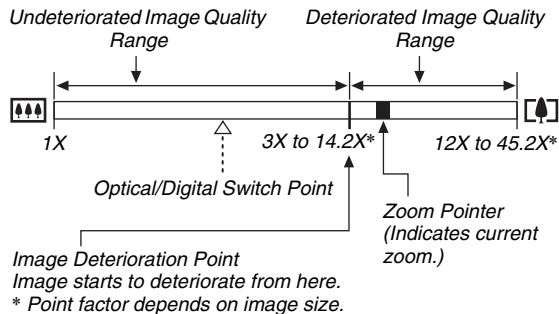 Undeteriorated Image Quality
Range
Deteriorated Image Quality
Range
1X
3X to 14.2X*
12X to 45.2X*
Optical/Digital Switch Point
Zoom Pointer
(Indicates current
zoom.)
Image Deterioration Point
Image starts to deteriorate from here.
* Point factor depends on image size.